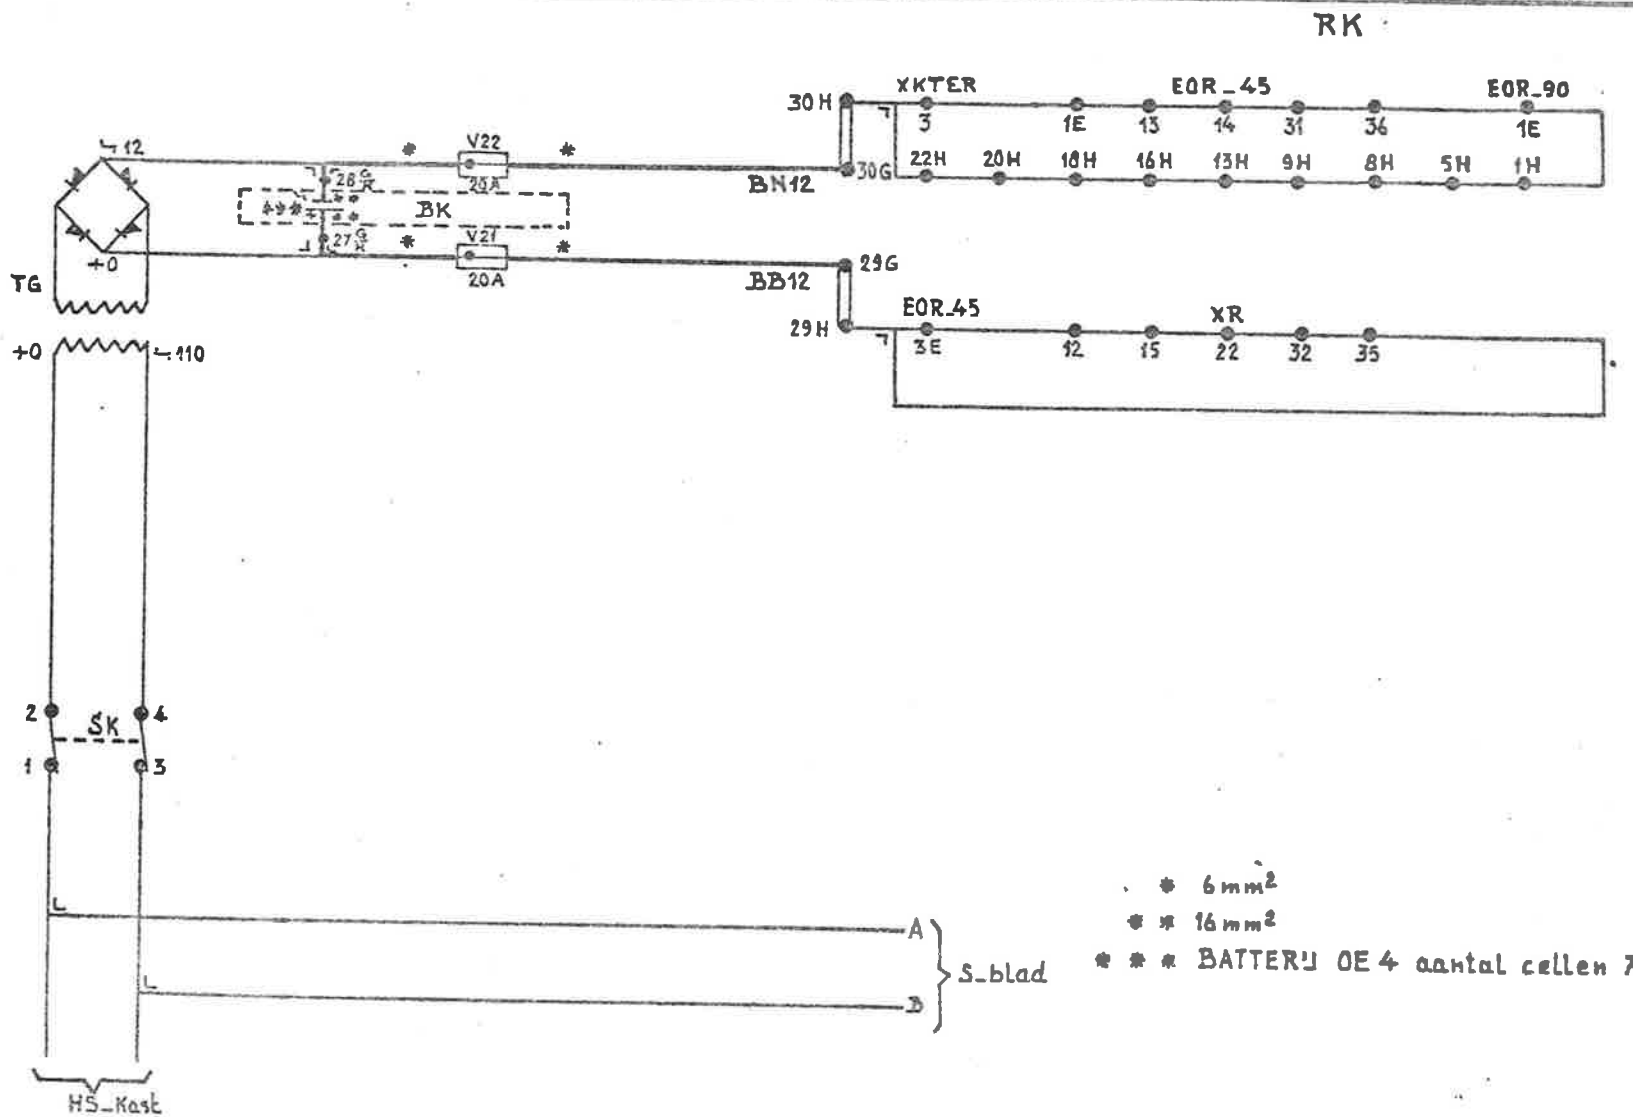 RK
30H XKTER EOR_45 EOR_90
3 1E 13 14 31 36 1E
~12 * V22 * 22H 20H 18H 16H 13H 9H 8H 5H 1H
20A BN12 30G
28 G/H
*** ** BK
**
27 G/H * V21 *
+0 20A BB12 29G
TG
29H EOR_45 XR
3E 12 15 22 32 35
+0 ~110
2 SK 4
1 3
* 6mm²
** 16mm²
*** BATTERIJ OE 4 aantal cellen 7
A
S_blad
B
HS_Kast